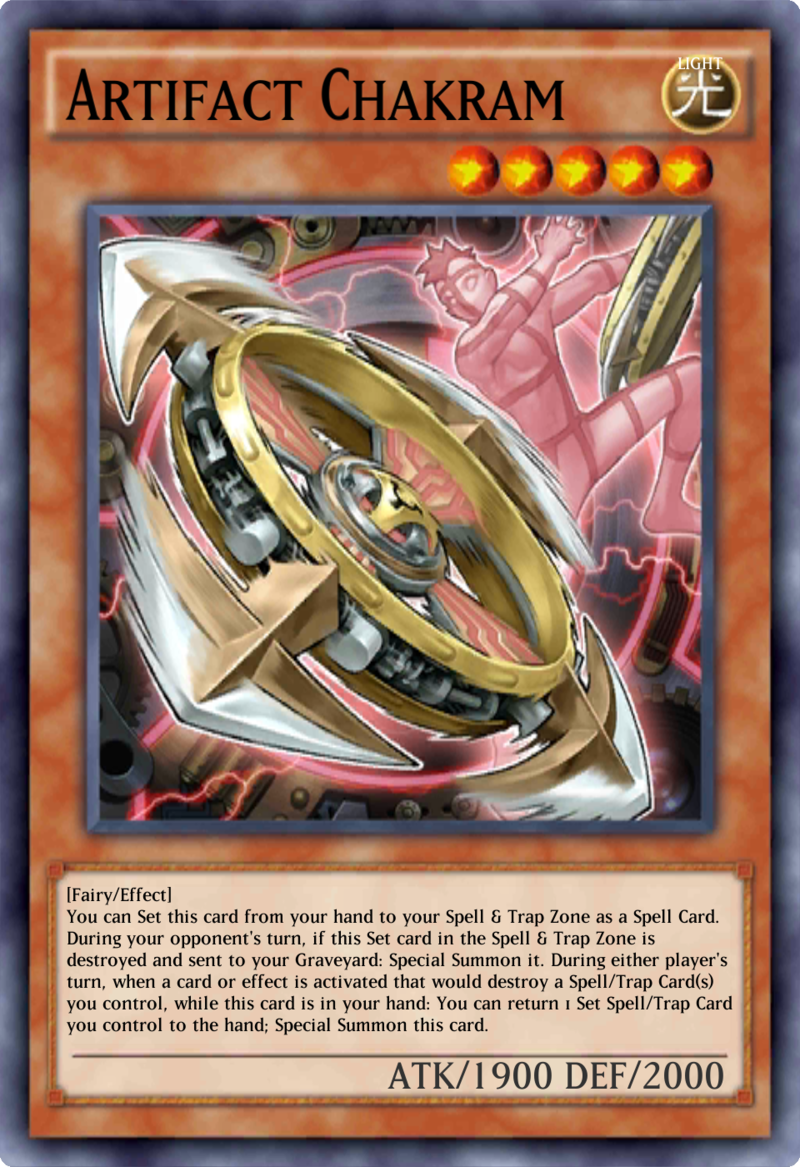 Artifact Chakram
LIGHT
光
[Fairy/Effect]
You can Set this card from your hand to your Spell & Trap Zone as a Spell Card.
During your opponent's turn, if this Set card in the Spell & Trap Zone is
destroyed and sent to your Graveyard: Special Summon it. During either player's
turn, when a card or effect is activated that would destroy a Spell/Trap Card(s)
you control, while this card is in your hand: You can return 1 Set Spell/Trap Card
you control to the hand; Special Summon this card.
ATK/1900 DEF/2000